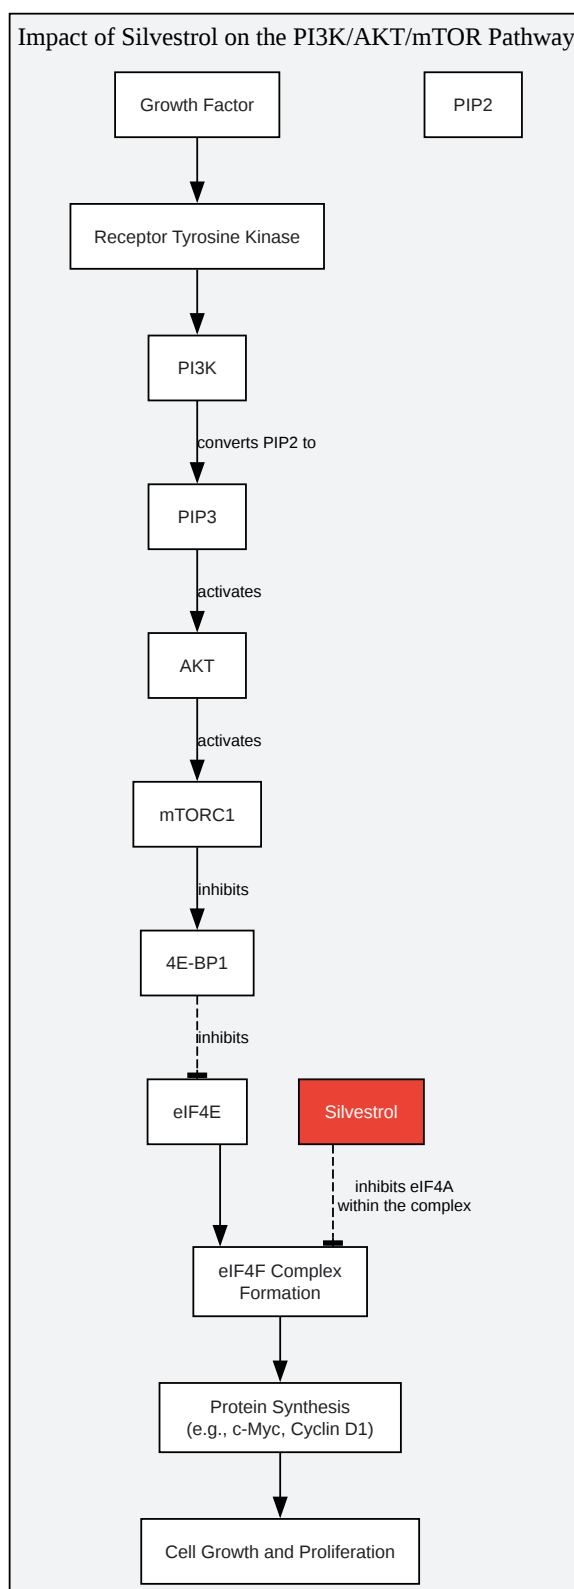 Impact of Silvestrol on the PI3K/AKT/mTOR Pathway
Growth Factor
PIP2
Receptor Tyrosine Kinase
PI3K
converts PIP2 to
PIP3
activates
AKT
activates
mTORC1
inhibits
4E-BP1
inhibits
eIF4E
Silvestrol
inhibits eIF4A
within the complex
eIF4F Complex
Formation
Protein Synthesis
(e.g., c-Myc, Cyclin D1)
Cell Growth and Proliferation